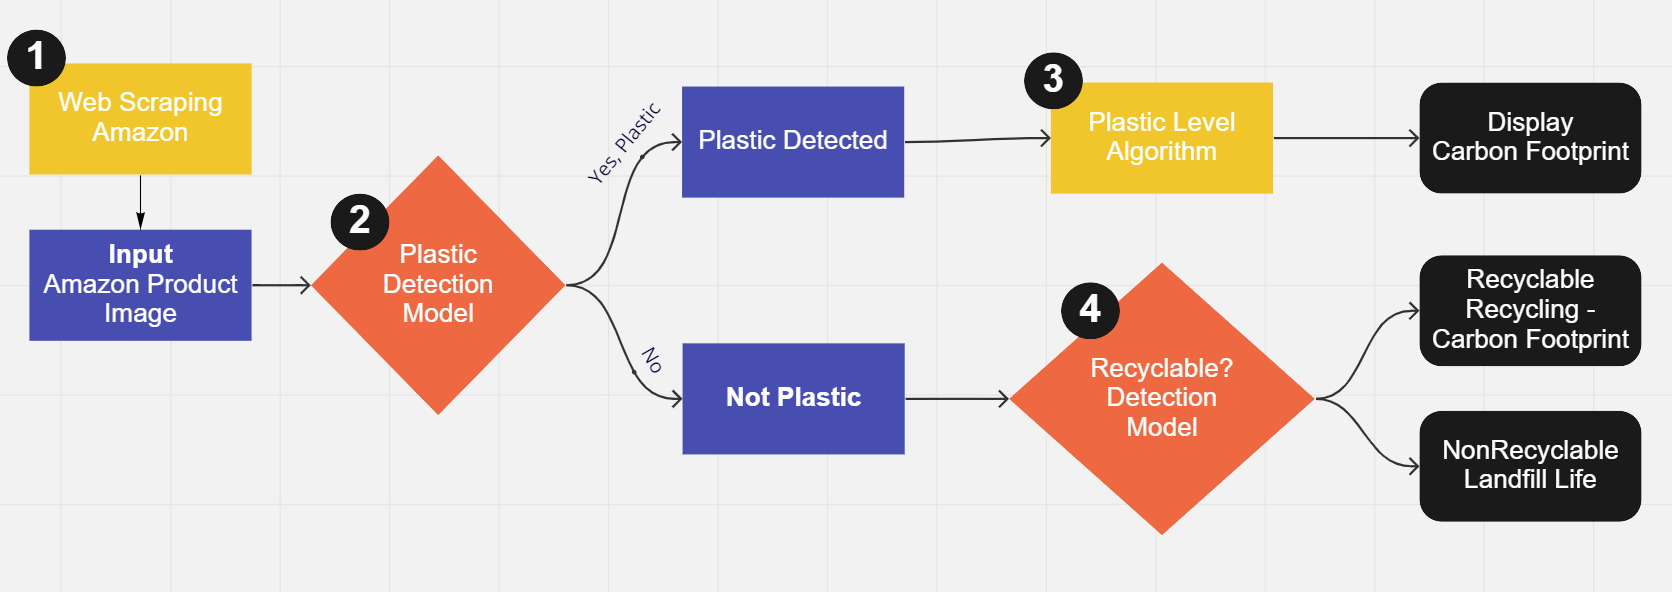 1
Web Scraping
Amazon
Input
Amazon Product
Image
2
Plastic
Detection
Model
Yes, Plastic
No
Plastic Detected
Not Plastic
3
Plastic Level
Algorithm
Display
Carbon Footprint
4
Recyclable?
Detection
Model
Recyclable
Recycling -
Carbon Footprint
NonRecyclable
Landfill Life